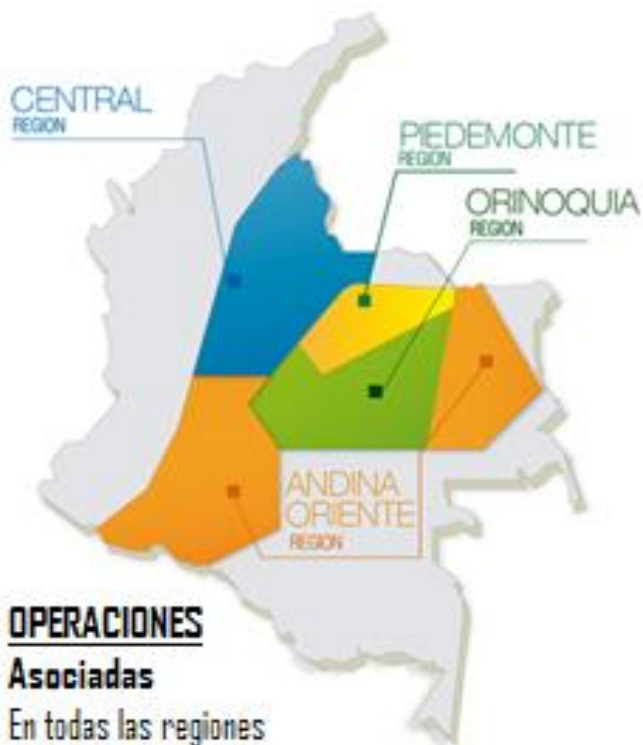 CENTRAL
REGION
PIEDEMONTE
REGION
ORINOQUIA
REGION
ANDINA
ORIENTE
REGION
OPERACIONES
Asociadas
En todas las regiones